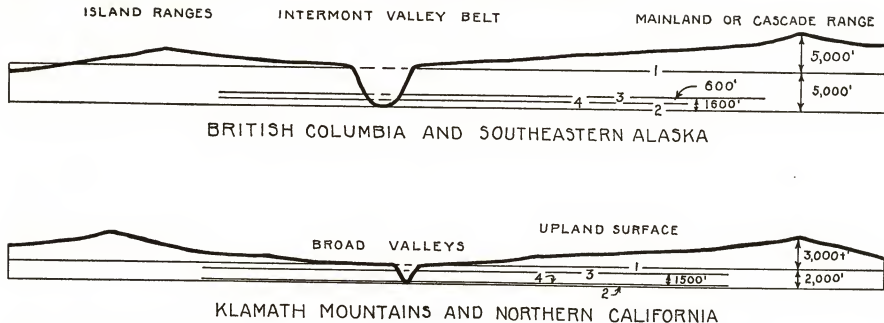 ISLAND RANGES INTERMONT VALLEY BELT MAINLAND OR CASCADE RANGE
5,000'
1
600'
5,000'
3
4 1600'
2
BRITISH COLUMBIA AND SOUTHEASTERN ALASKA
UPLAND SURFACE
BROAD VALLEYS
3,000±'
1
3
4 1500' 2,000'
2
KLAMATH MOUNTAINS AND NORTHERN CALIFORNIA